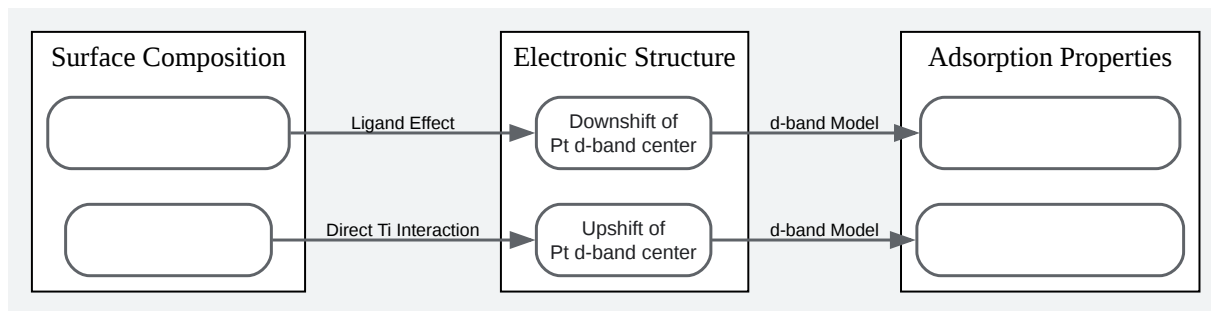 Surface Composition
Electronic Structure
Adsorption Properties
Ligand Effect
Downshift of
Pt d-band center
d-band Model
Direct Ti Interaction
Upshift of
Pt d-band center
d-band Model